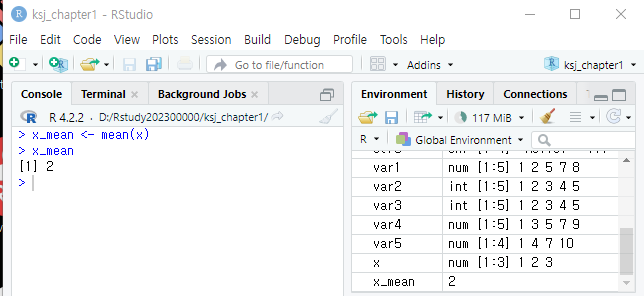 ksj_chapter1 - RStudio
File Edit Code View Plots Session Build Debug Profile Tools Help
Go to file/function Addins ksj_chapter1
Console Terminal Background Jobs
R 4.2.2 · D:/Rstudy202300000/ksj_chapter1/
> x_mean <- mean(x)
> x_mean
[1] 2
>
Environment History Connections
117 MiB
R Global Environment
var1 num [1:5] 1 2 5 7 8
var2 int [1:5] 1 2 3 4 5
var3 int [1:5] 1 2 3 4 5
var4 num [1:5] 1 3 5 7 9
var5 num [1:4] 1 4 7 10
x num [1:3] 1 2 3
x_mean 2